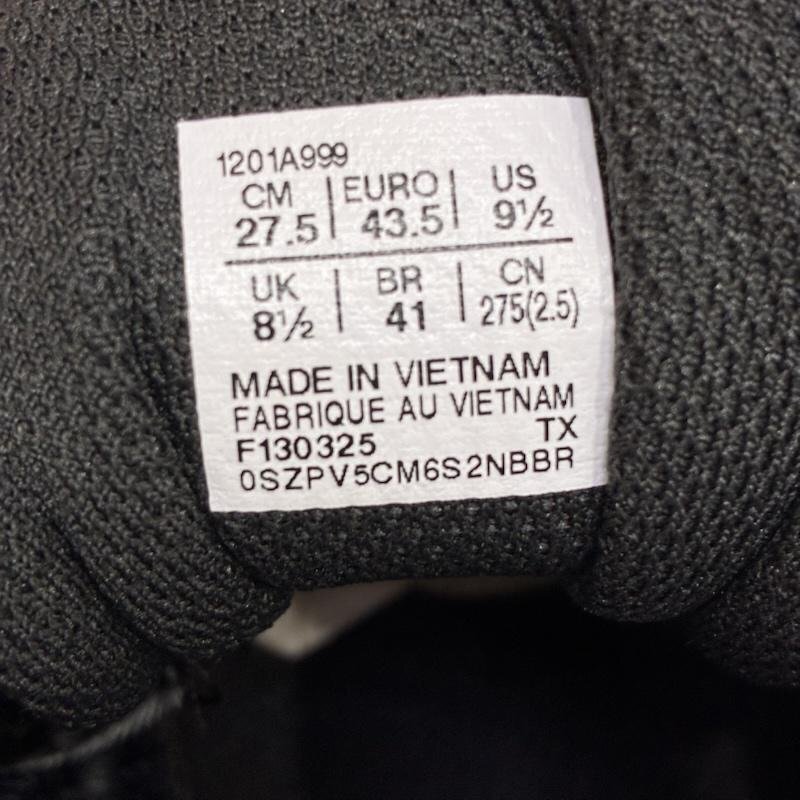 1201A999
CM | EURO | US
27.5 | 43.5 | 9½
UK | BR | CN
8½ | 41 | 275(2.5)
MADE IN VIETNAM
FABRIQUE AU VIETNAM
F130325 TX
0SZPV5CM6S2NBBR